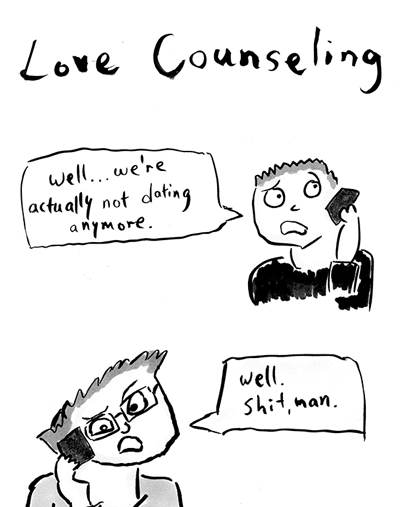 Love Counseling
well...we're
actually not dating
anymore.
well.
shit, man.